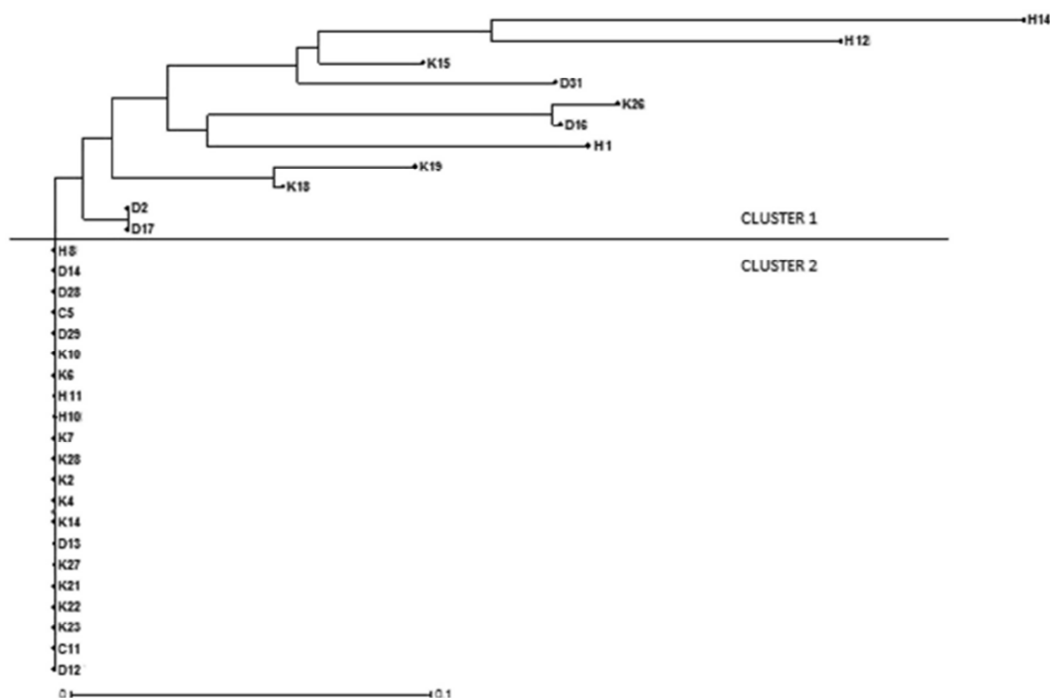 H14
H12
K15
D31
K26
D16
H1
K19
K18
D2
D17
CLUSTER 1
H8
CLUSTER 2
D14
D28
C5
D29
K10
K6
H11
H10
K7
K28
K2
K4
K14
D13
K27
K21
K22
K23
C11
D12
0 0.1